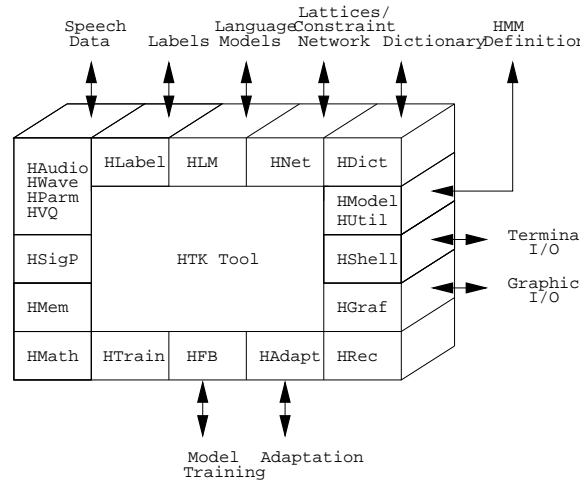 Speech
Data
Labels
Language
Models
Lattices/
Constraint
Network
Dictionary
HMM
Definition
HAudio
HWave
HParm
HVQ
HLabel
HLM
HNet
HDict
HModel
HUtil
HSigP
HTK Tool
HShell
Termina
I/O
HMem
HGraf
Graphic
I/O
HMath
HTrain
HFB
HAdapt
HRec
Model
Training
Adaptation